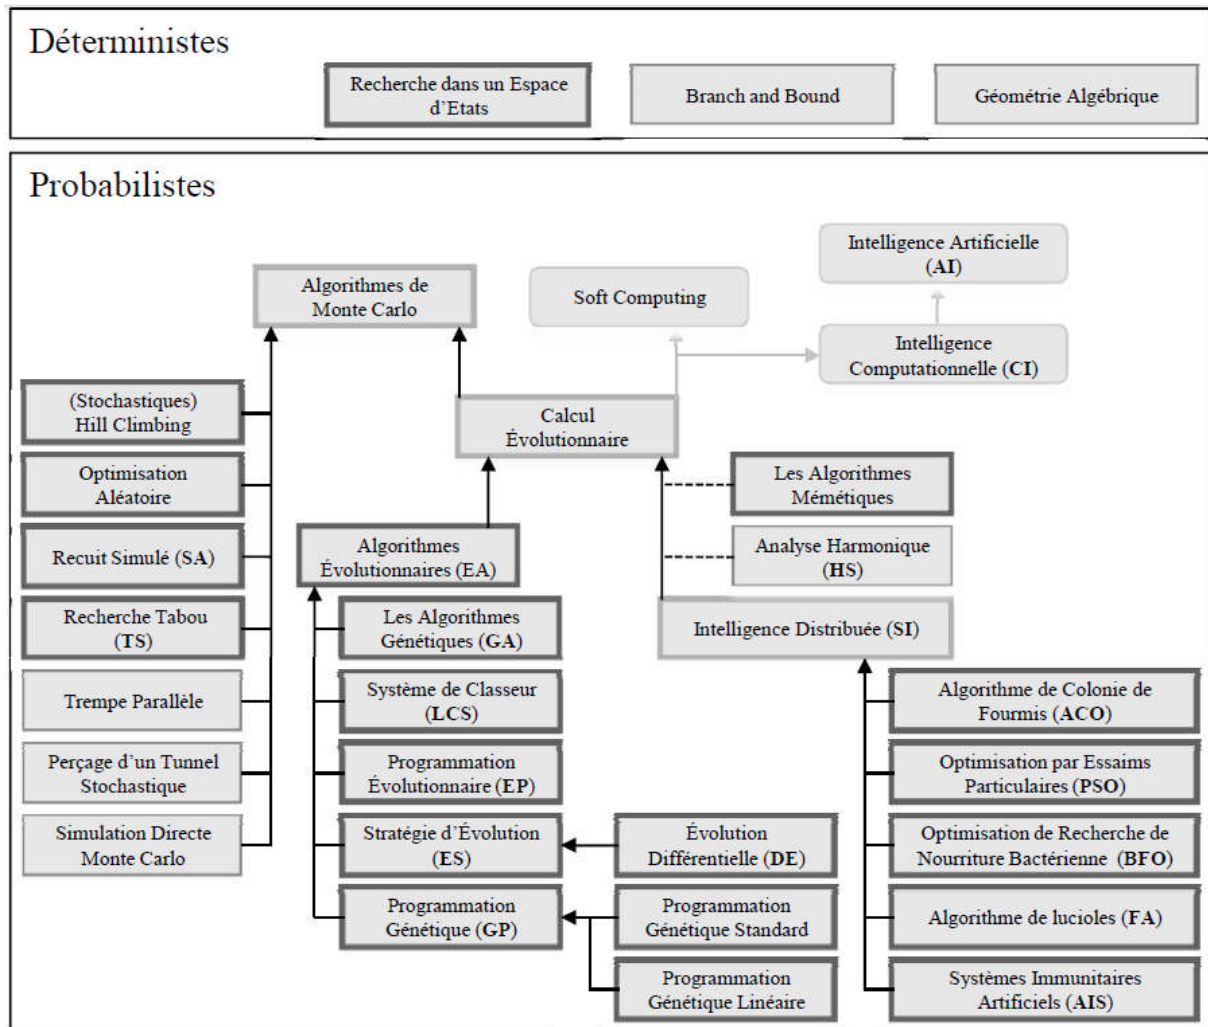 Déterministes
Recherche dans un Espace
d'Etats
Branch and Bound
Géométrie Algébrique
Probabilistes
Intelligence Artificielle
(AI)
Algorithmes de
Monte Carlo
Soft Computing
Intelligence
Computationnelle (CI)
(Stochastiques)
Hill Climbing
Calcul
Évolutionnaire
Optimisation
Aléatoire
Les Algorithmes
Mémétiques
Recuit Simulé (SA)
Algorithmes
Évolutionnaires (EA)
Analyse Harmonique
(HS)
Recherche Tabou
(TS)
Les Algorithmes
Génétiques (GA)
Intelligence Distribuée (SI)
Trempe Parallèle
Système de Classeur
(LCS)
Algorithme de Colonie de
Fourmis (ACO)
Perçage d'un Tunnel
Stochastique
Programmation
Évolutionnaire (EP)
Optimisation par Essaims
Particulaires (PSO)
Simulation Directe
Monte Carlo
Stratégie d'Évolution
(ES)
Évolution
Différentielle (DE)
Optimisation de Recherche de
Nourriture Bactérienne (BFO)
Programmation
Génétique (GP)
Programmation
Génétique Standard
Algorithme de lucioles (FA)
Programmation
Génétique Linéaire
Systèmes Immunitaires
Artificiels (AIS)